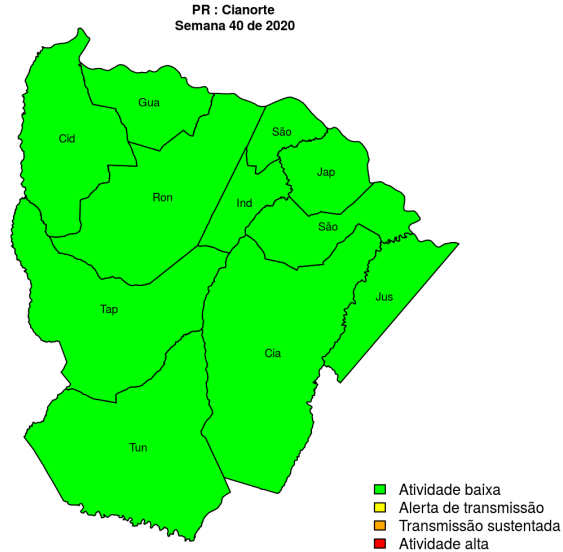 PR : Cianorte
Semana 40 de 2020
Gua
São
Cid
Jap
Ron
Ind
São
Jus
Tap
Cia
Tun
Atividade baixa
Alerta de transmissão
Transmissão sustentada
Atividade alta